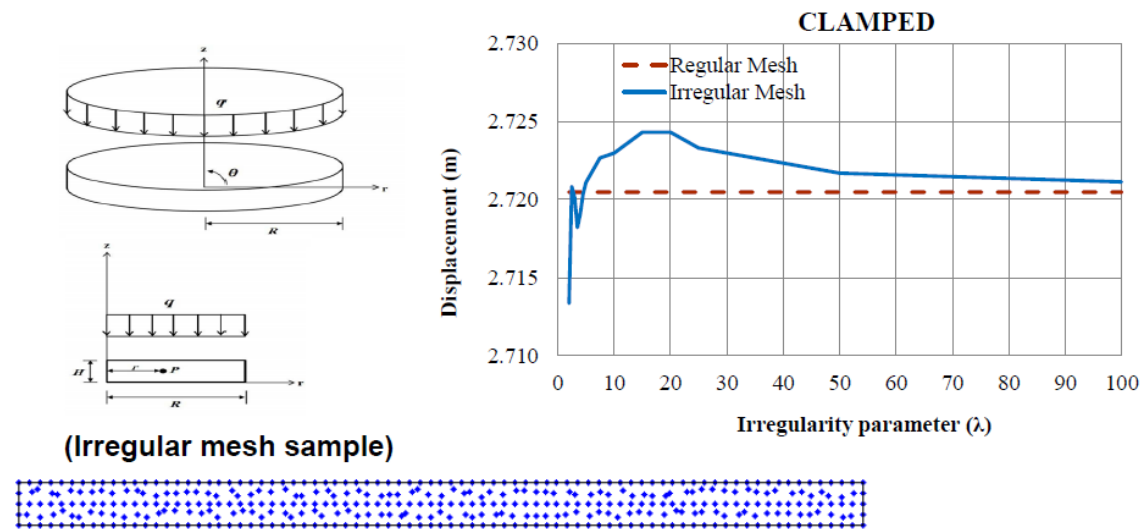 z
q
θ
r
R
z
q
H
r
P
r
R
(Irregular mesh sample)
CLAMPED
2.730
2.725
2.720
2.715
2.710
Displacement (m)
Regular Mesh
Irregular Mesh
0 10 20 30 40 50 60 70 80 90 100
Irregularity parameter (λ)